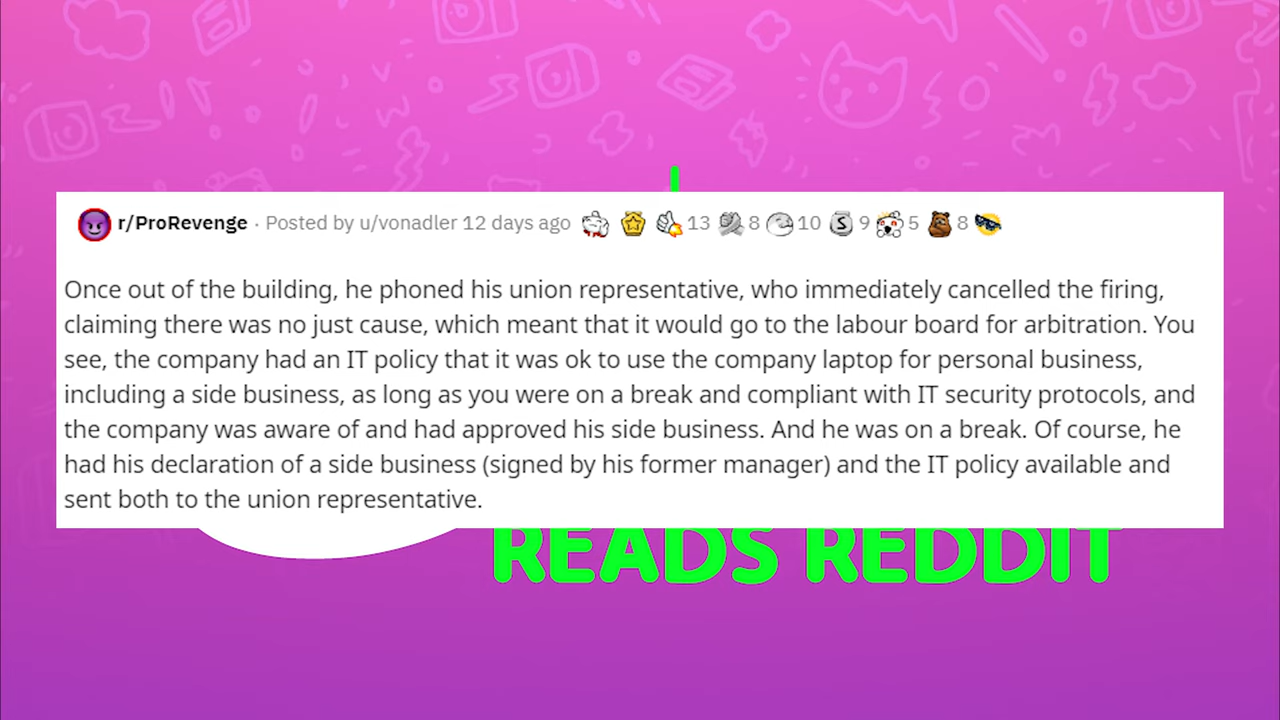 r/ProRevenge · Posted by u/vonadler 12 days ago 13 8 10 S 9 5 8
Once out of the building, he phoned his union representative, who immediately cancelled the firing,
claiming there was no just cause, which meant that it would go to the labour board for arbitration. You
see, the company had an IT policy that it was ok to use the company laptop for personal business,
including a side business, as long as you were on a break and compliant with IT security protocols, and
the company was aware of and had approved his side business. And he was on a break. Of course, he
had his declaration of a side business (signed by his former manager) and the IT policy available and
sent both to the union representative.
READS REDDIT